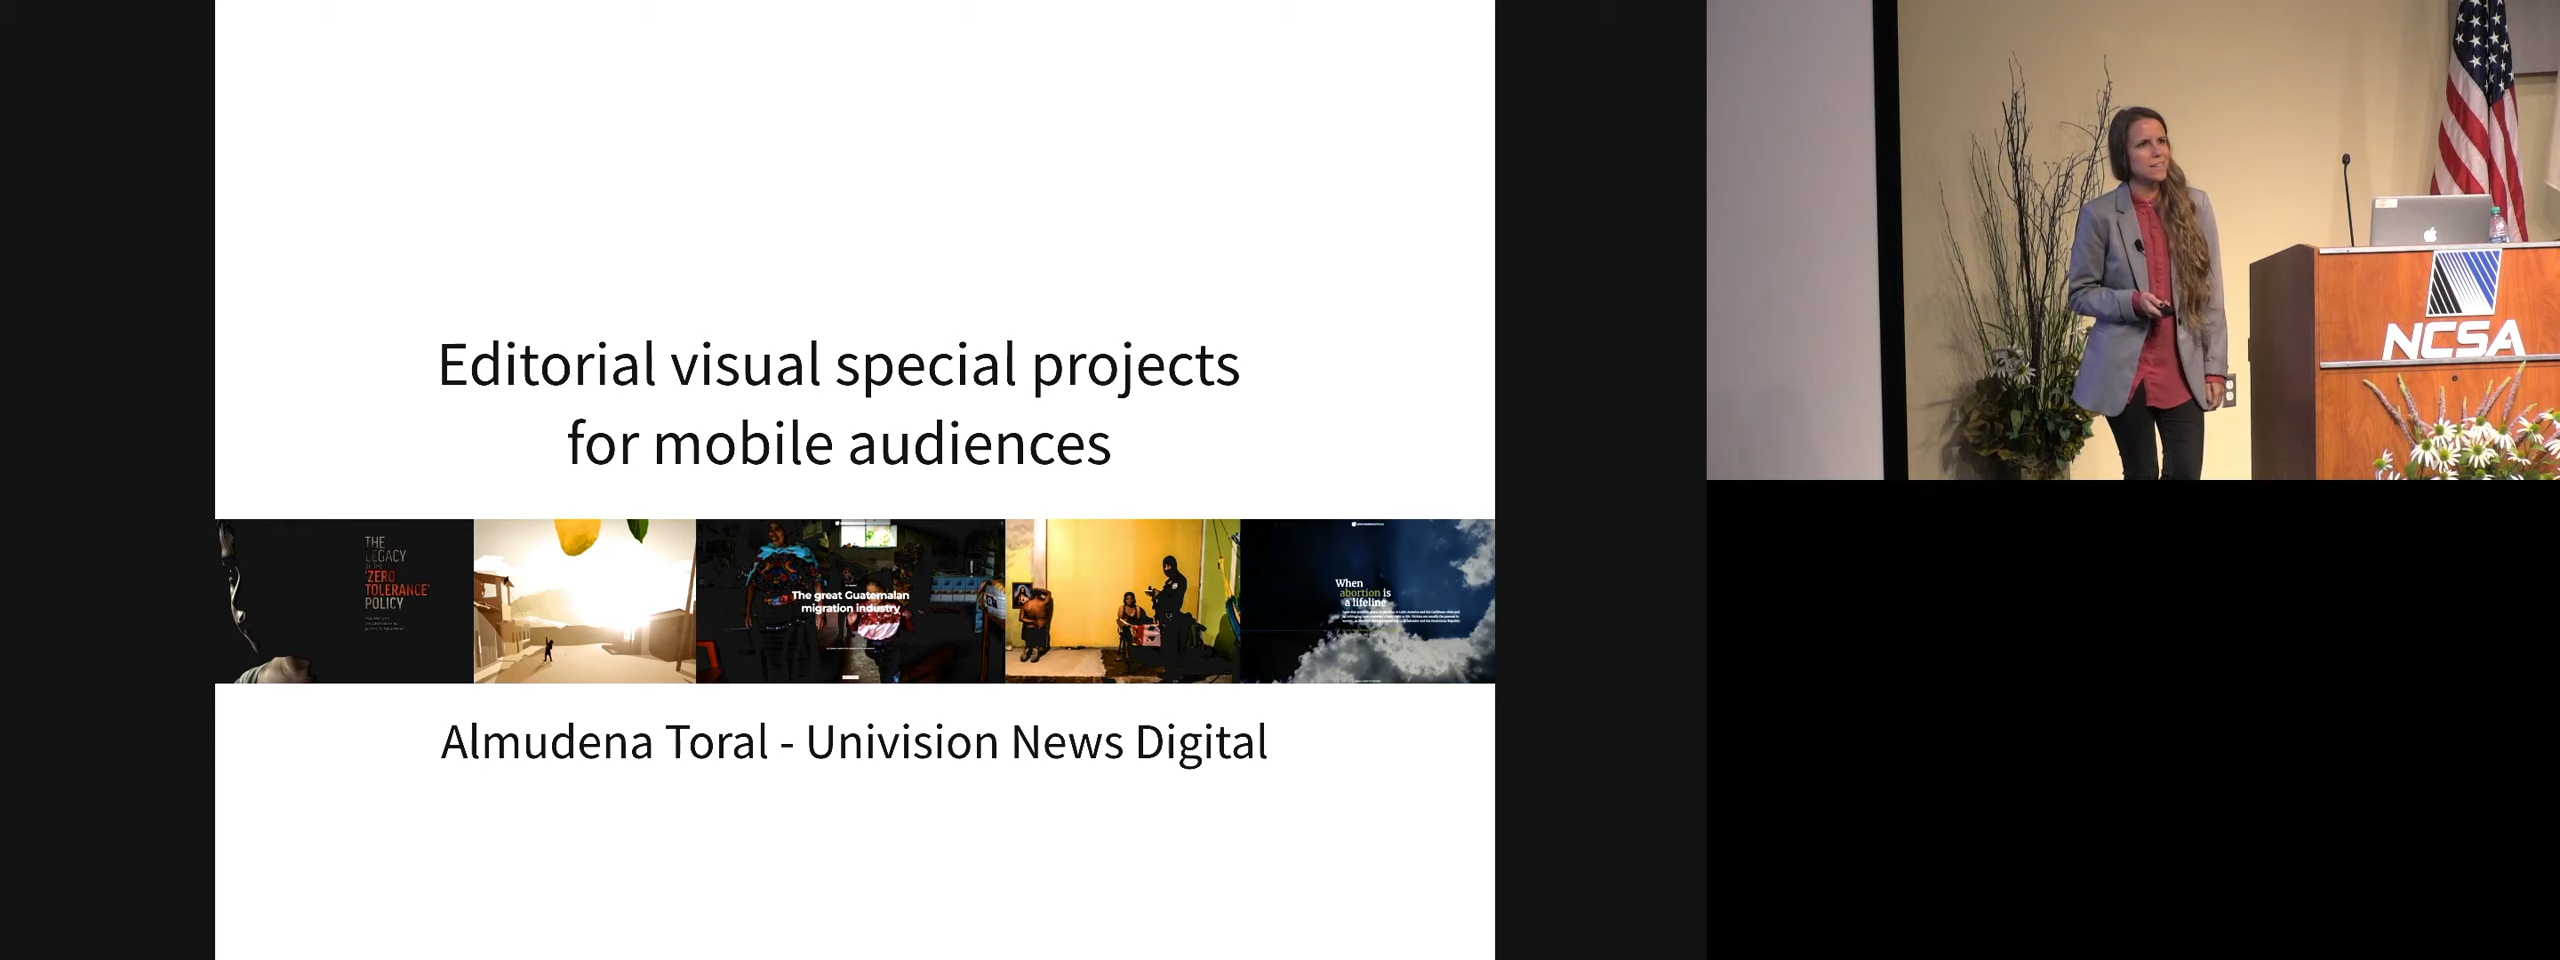 Editorial visual special projects
for mobile audiences
THE
LEGACY
OF THE
'ZERO
TOLERANCE'
POLICY
The great Guatemalan
migration industry
When
abortion is
a lifeline
Almudena Toral - Univision News Digital
NCSA